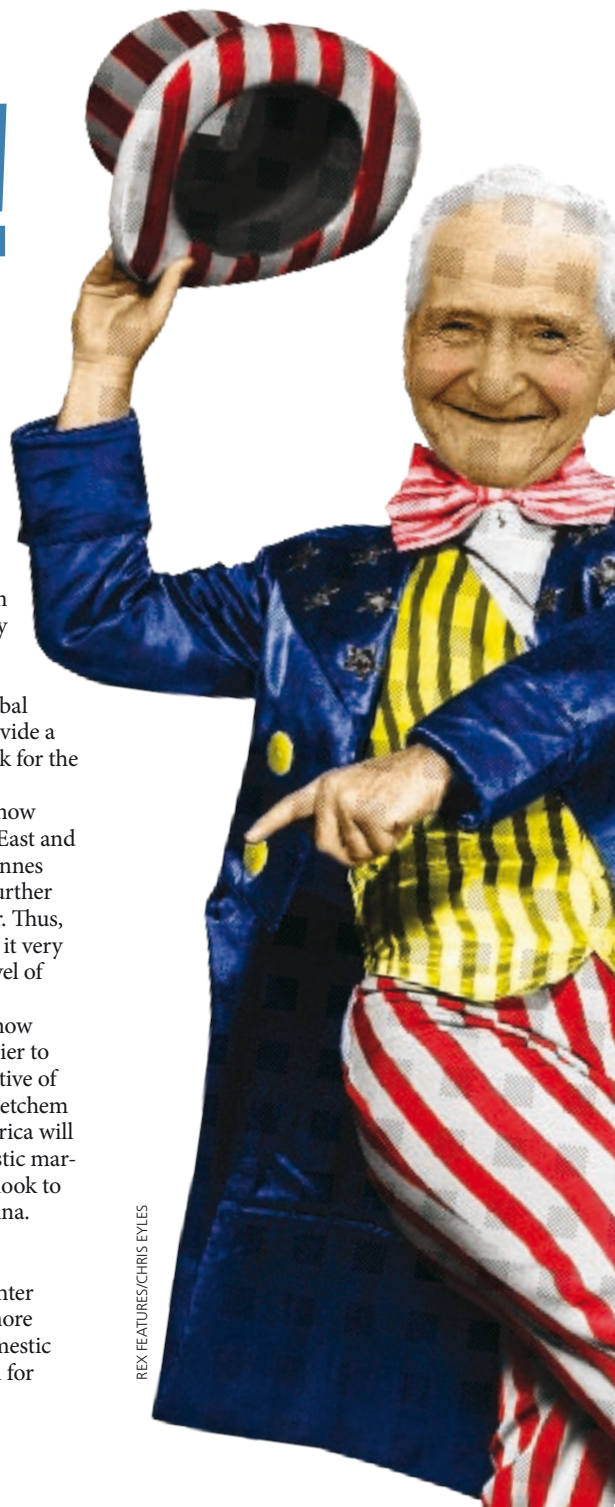 !
n
y
bal
vide a
k for the
now
East and
nnes
urther
r. Thus,
it very
vel of
now
ier to
tive of
etchem
rica will
stic mar-
look to
na.
nter
more
mestic
for
REX FEATURES/CHRIS EYLES